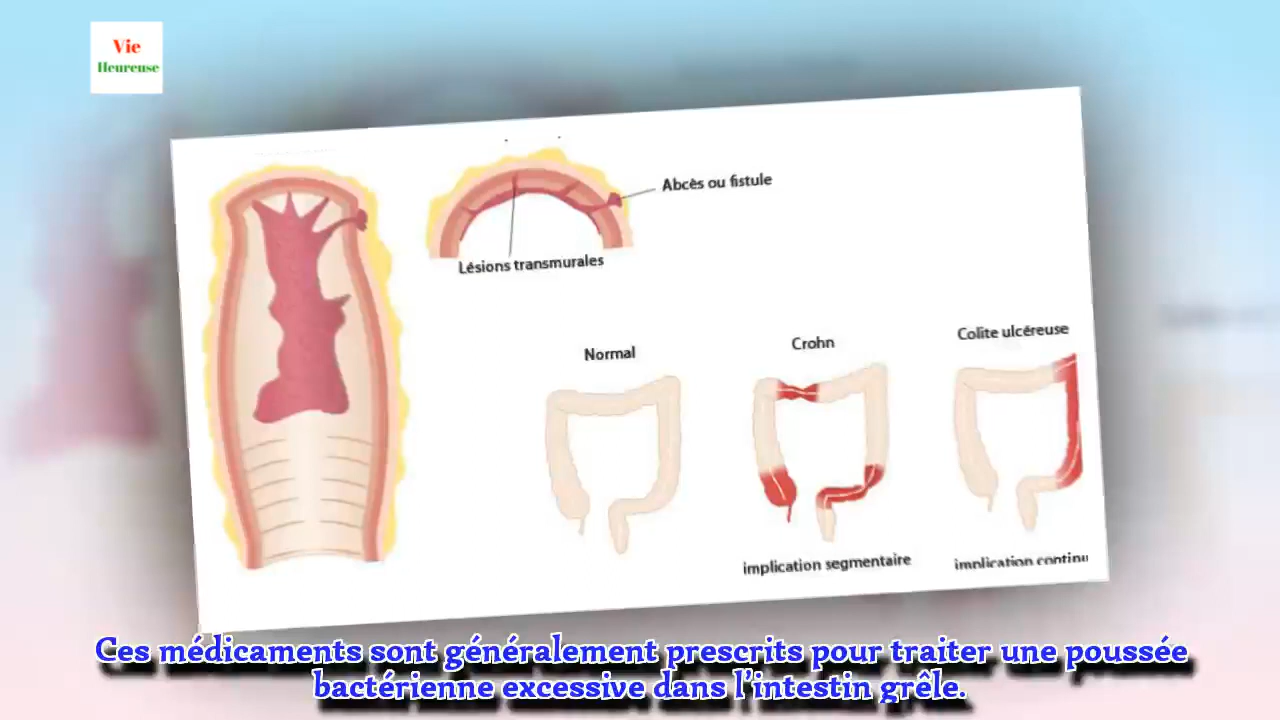 Vie
Heureuse
Abcès ou fistule
Lésions transmurales
Normal
Crohn
Colite ulcéreuse
implication segmentaire
implication
Ces médicaments sont généralement prescrits pour traiter une poussée
bactérienne excessive dans l'intestin grêle.